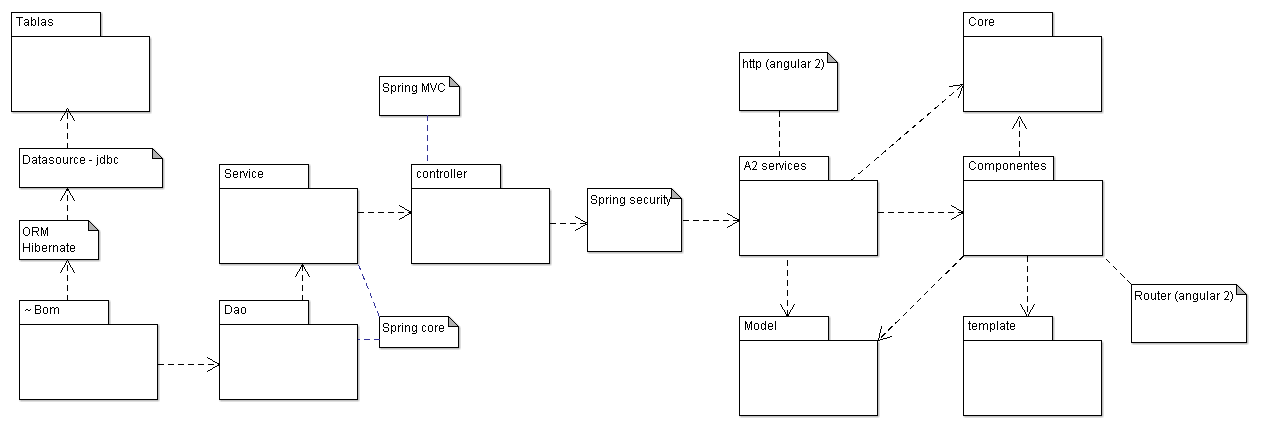 Tablas
Core
http (angular 2)
Spring MVC
Datasource - jdbc
Service
controller
A2 services
Componentes
Spring security
ORM
Hibernate
~ Bom
Dao
Spring core
Model
template
Router (angular 2)